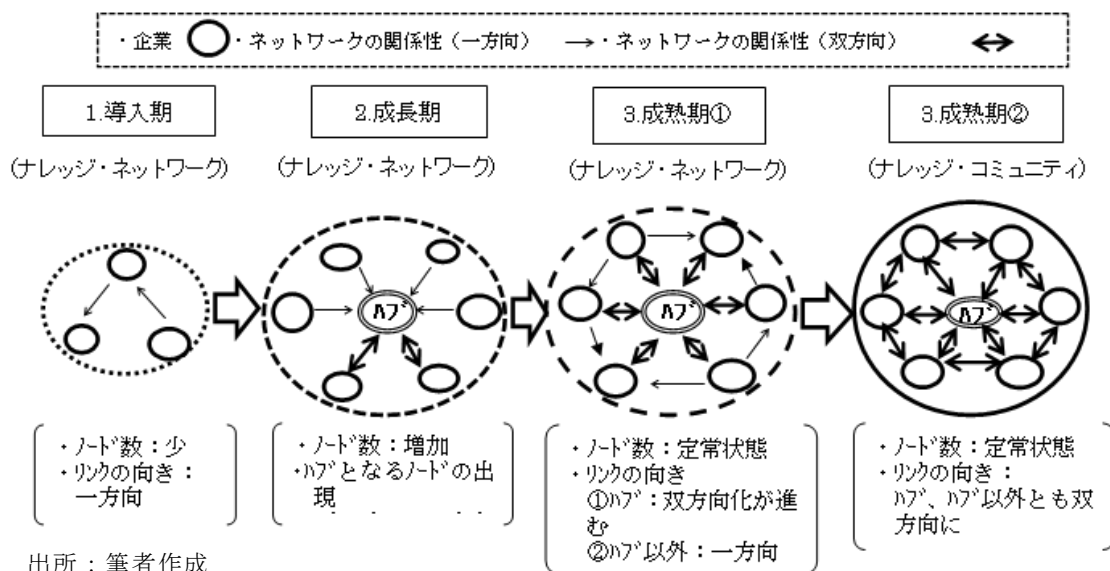 ・企業 ・ネットワークの関係性(一方向) ・ネットワークの関係性(双方向)
1.導入期
2.成長期
3.成熟期①
3.成熟期②
(ナレッジ・ネットワーク)
(ナレッジ・ネットワーク)
(ナレッジ・ネットワーク)
(ナレッジ・コミュニティ)
ハブ
ハブ
ハブ
・ノード数:少
・リンクの向き:
一方向
・ノード数:増加
・ハブとなるノードの出
現
・ノード数:定常状態
・リンクの向き
①ハブ:双方向化が進
む
②ハブ以外:一方向
・ノード数:定常状態
・リンクの向き:
ハブ、ハブ以外とも双
方向に
出所:筆者作成